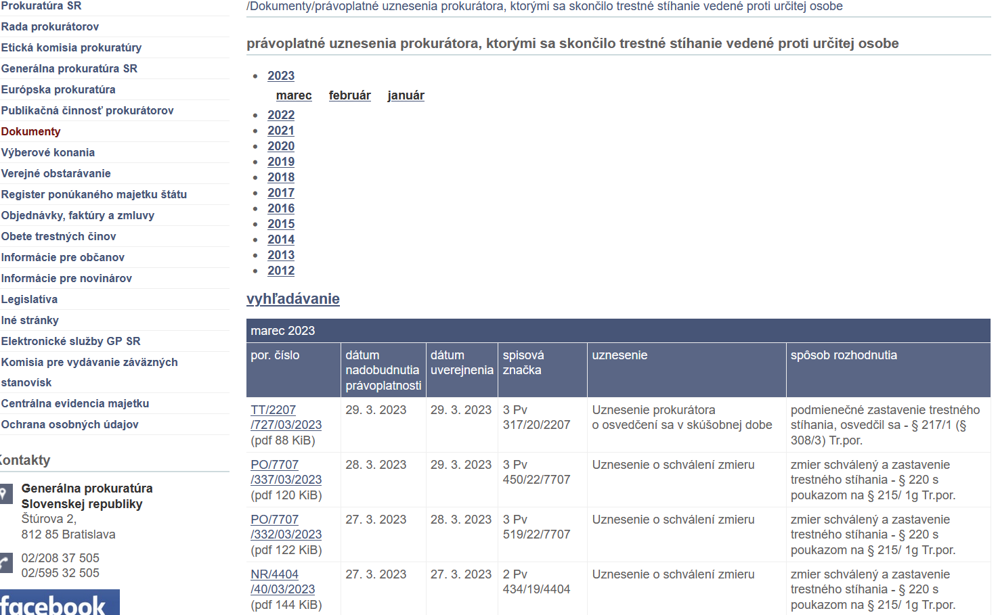 Prokuratúra SR
Rada prokurátorov
Etická komisia prokuratúry
Generálna prokuratúra SR
Európska prokuratúra
Publikačná činnosť prokurátorov
Dokumenty
Výberové konania
Verejné obstarávanie
Register ponúkaného majetku štátu
Objednávky, faktúry a zmluvy
Obete trestných činov
Informácie pre občanov
Informácie pre novinárov
Legislatíva
Iné stránky
Elektronické služby GP SR
Komisia pre vydávanie záväzných
stanovísk
Centrálna evidencia majetku
Ochrana osobných údajov
Kontakty
Generálna prokuratúra
Slovenskej republiky
Štúrova 2,
812 85 Bratislava
02/208 37 505
02/595 32 505
facebook
/Dokumenty/právoplatné uznesenia prokurátora, ktorými sa skončilo trestné stíhanie vedené proti určitej osobe
právoplatné uznesenia prokurátora, ktorými sa skončilo trestné stíhanie vedené proti určitej osobe
2023
marec február január
2022
2021
2020
2019
2018
2017
2016
2015
2014
2013
2012
vyhľadávanie
marec 2023
por. číslo
dátum
nadobudnutia
právoplatnosti
dátum
uverejnenia
spisová
značka
uznesenie
spôsob rozhodnutia
TT/2207
/727/03/2023
(pdf 88 KiB)
29. 3. 2023
29. 3. 2023
3 Pv
317/20/2207
Uznesenie prokurátora
o osvedčení sa v skúšobnej dobe
podmienečné zastavenie trestného
stíhania, osvedčil sa - § 217/1 (§
308/3) Tr.por.
PO/7707
/337/03/2023
(pdf 120 KiB)
28. 3. 2023
29. 3. 2023
3 Pv
450/22/7707
Uznesenie o schválení zmieru
zmier schválený a zastavenie
trestného stíhania - § 220 s
poukazom na § 215/ 1g Tr.por.
PO/7707
/332/03/2023
(pdf 122 KiB)
27. 3. 2023
28. 3. 2023
3 Pv
519/22/7707
Uznesenie o schválení zmieru
zmier schválený a zastavenie
trestného stíhania - § 220 s
poukazom na § 215/ 1g Tr.por.
NR/4404
/40/03/2023
(pdf 144 KiB)
27. 3. 2023
27. 3. 2023
2 Pv
434/19/4404
Uznesenie o schválení zmieru
zmier schválený a zastavenie
trestného stíhania - § 220 s
poukazom na § 215/ 1g Tr.por.